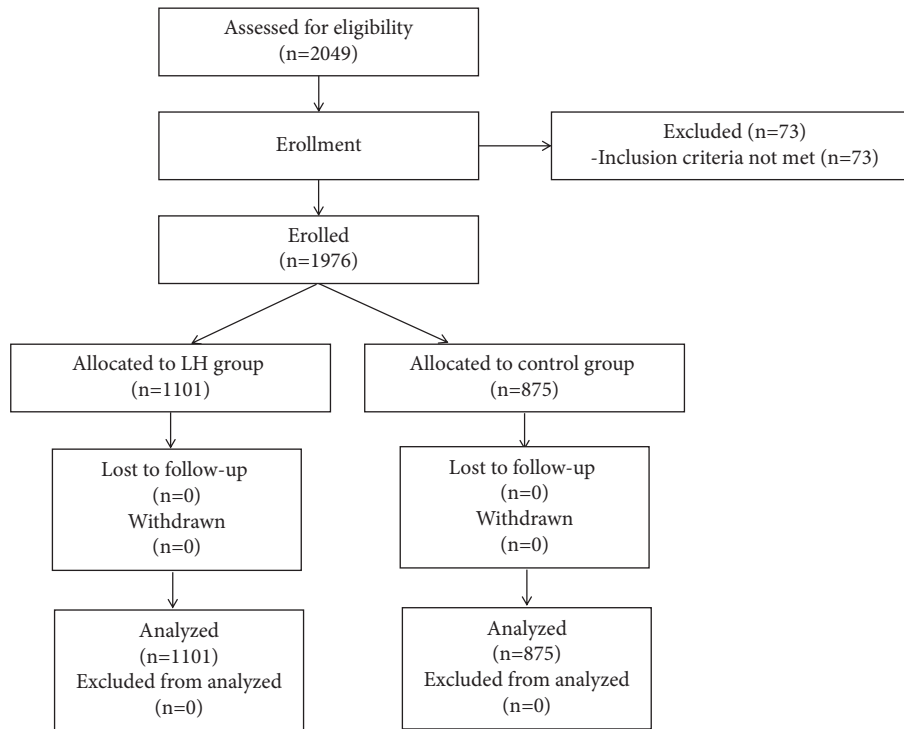 Assessed for eligibility
(n=2049)
Erollment
Excluded (n=73)
-Inclusion criteria not met (n=73)
Erolled
(n=1976)
Allocated to LH group
(n=1101)
Allocated to control group
(n=875)
Lost to follow-up
(n=0)
Withdrawn
(n=0)
Lost to follow-up
(n=0)
Withdrawn
(n=0)
Analyzed
(n=1101)
Excluded from analyzed
(n=0)
Analyzed
(n=875)
Excluded from analyzed
(n=0)